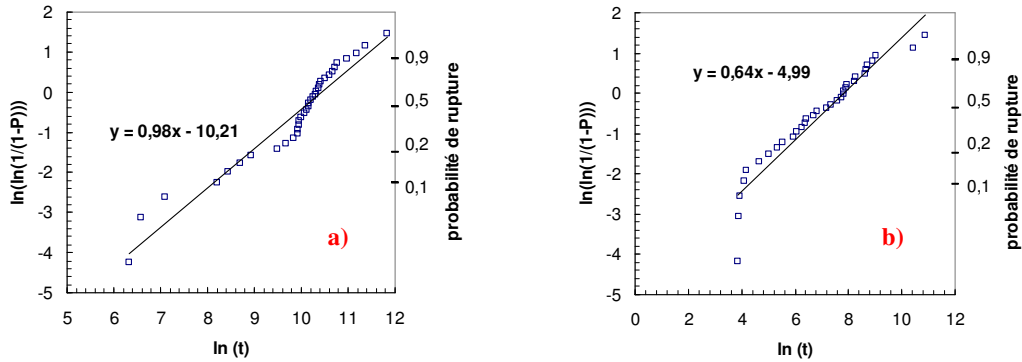 2
1
0
-1
-2
-3
-4
-5
ln(ln(1/(1-P)))
y = 0,98x - 10,21
a)
0,9
0,5
0,2
0,1
probabilité de rupture
5 6 7 8 9 10 11 12
ln (t)
2
1
0
-1
-2
-3
-4
-5
ln(ln(1/(1-P)))
y = 0,64x - 4,99
b)
0,9
0,5
0,2
0,1
probabilité de rupture
0 2 4 6 8 10 12
ln (t)